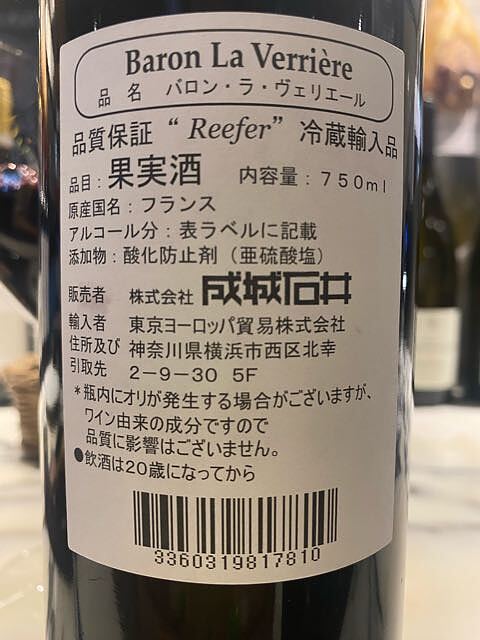 Baron La Verrière
品 名 バロン・ラ・ヴェリエール
品質保証 “Reefer” 冷蔵輸入品
品目：果実酒 内容量：７５０ｍｌ
原産国名：フランス
アルコール分：表ラベルに記載
添加物：酸化防止剤（亜硫酸塩）
販売者 株式会社 成城石井
輸入者 東京ヨーロッパ貿易株式会社
住所及び 神奈川県横浜市西区北幸
引取先 ２－９－３０ ５Ｆ
＊瓶内にオリが発生する場合がございますが、
ワイン由来の成分ですので
品質に影響はございません。
●飲酒は２０歳になってから
3360319817810